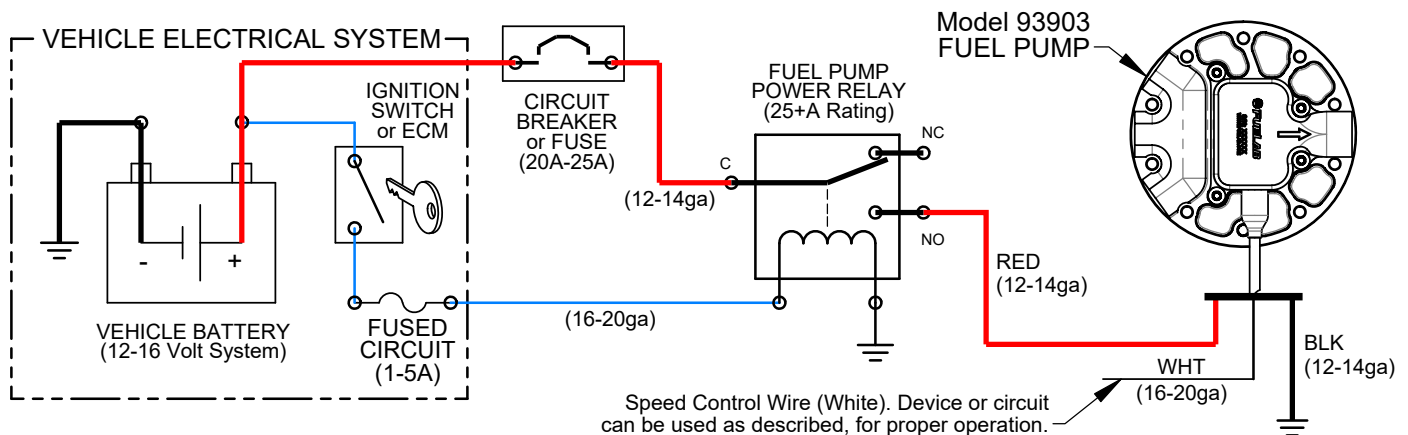 VEHICLE ELECTRICAL SYSTEM
IGNITION
SWITCH
or ECM
- +
VEHICLE BATTERY
(12-16 Volt System)
FUSED
CIRCUIT
(1-5A)
CIRCUIT
BREAKER
or FUSE
(20A-25A)
(12-14ga)
(16-20ga)
FUEL PUMP
POWER RELAY
(25+A Rating)
C
NC
NO
RED
(12-14ga)
Model 93903
FUEL PUMP
FUELAB
BLK
(12-14ga)
WHT
(16-20ga)
Speed Control Wire (White). Device or circuit
can be used as described, for proper operation.